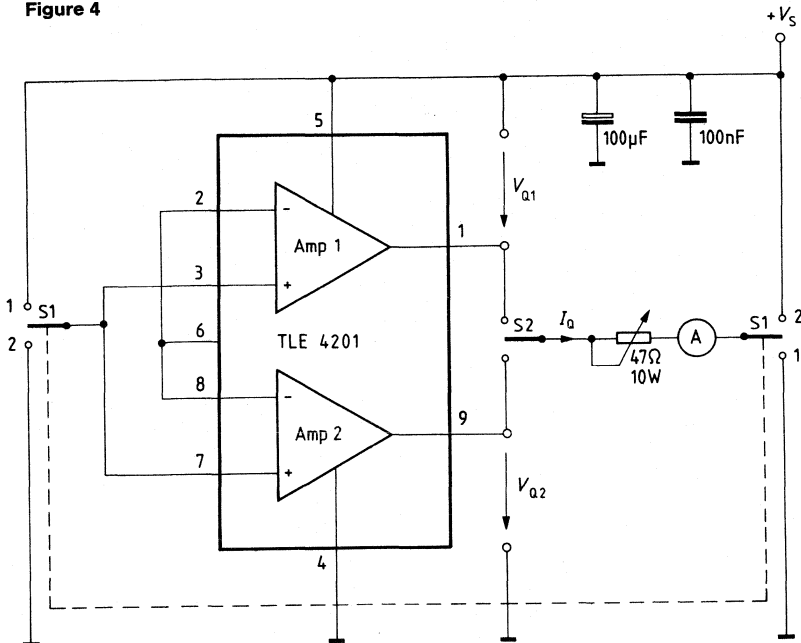 Figure 4
+VS
5
100µF
100nF
2
-
VQ1
Amp 1
1
3
+
1
S1
S2
IQ
2
6
TLE 4201
A
S1
2
47Ω
10W
1
8
-
Amp 2
9
7
+
VQ2
4